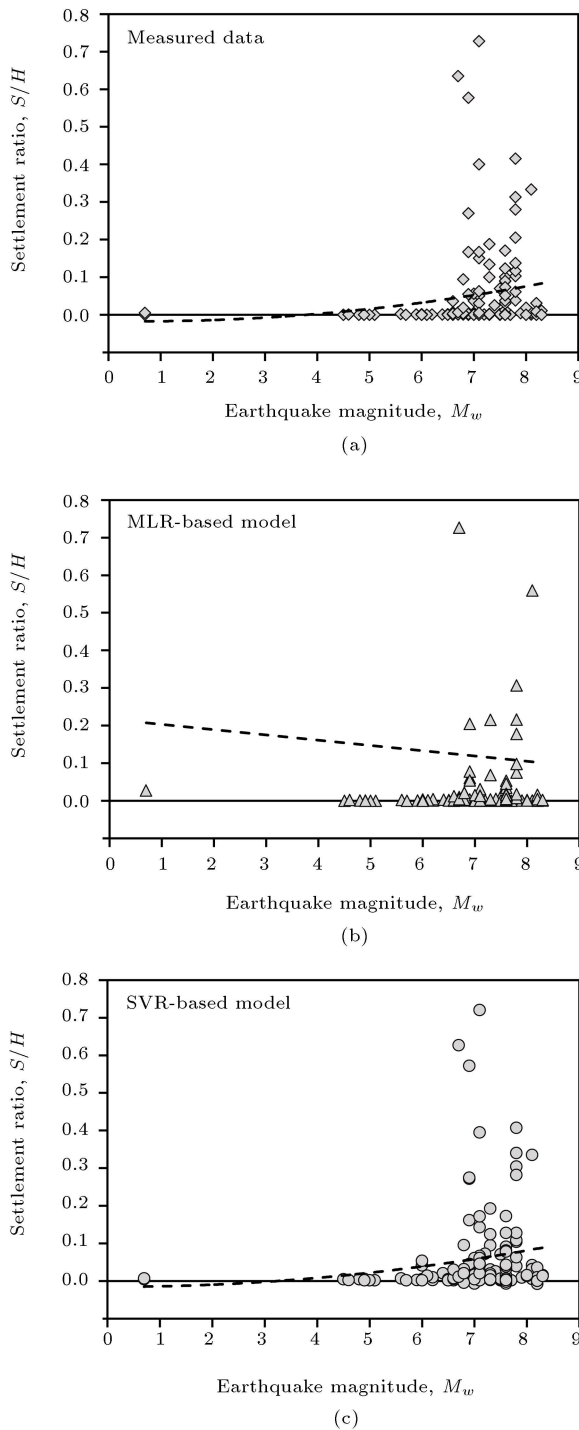 0.8
Measured data
0.7
0.6
0.5
0.4
0.3
0.2
0.1
0.0
Settlement ratio, S/H
0 1 2 3 4 5 6 7 8 9
Earthquake magnitude, M_w
(a)
0.8
MLR-based model
0.7
0.6
0.5
0.4
0.3
0.2
0.1
0.0
Settlement ratio, S/H
0 1 2 3 4 5 6 7 8 9
Earthquake magnitude, M_w
(b)
0.8
SVR-based model
0.7
0.6
0.5
0.4
0.3
0.2
0.1
0.0
Settlement ratio, S/H
0 1 2 3 4 5 6 7 8 9
Earthquake magnitude, M_w
(c)